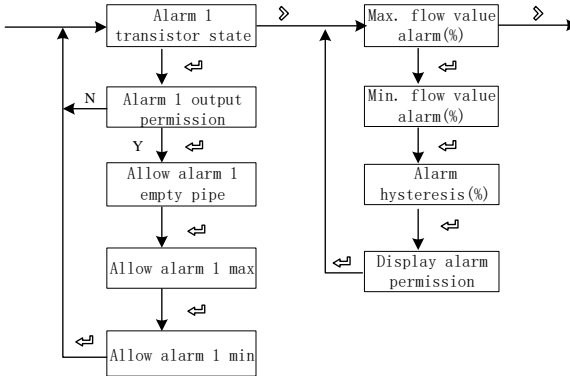 Alarm 1
transistor state
Max. flow value
alarm(%)
N
Alarm 1 output
permission
Min. flow value
alarm(%)
Y
Allow alarm 1
empty pipe
Alarm
hysteresis(%)
Allow alarm 1 max
Display alarm
permission
Allow alarm 1 min